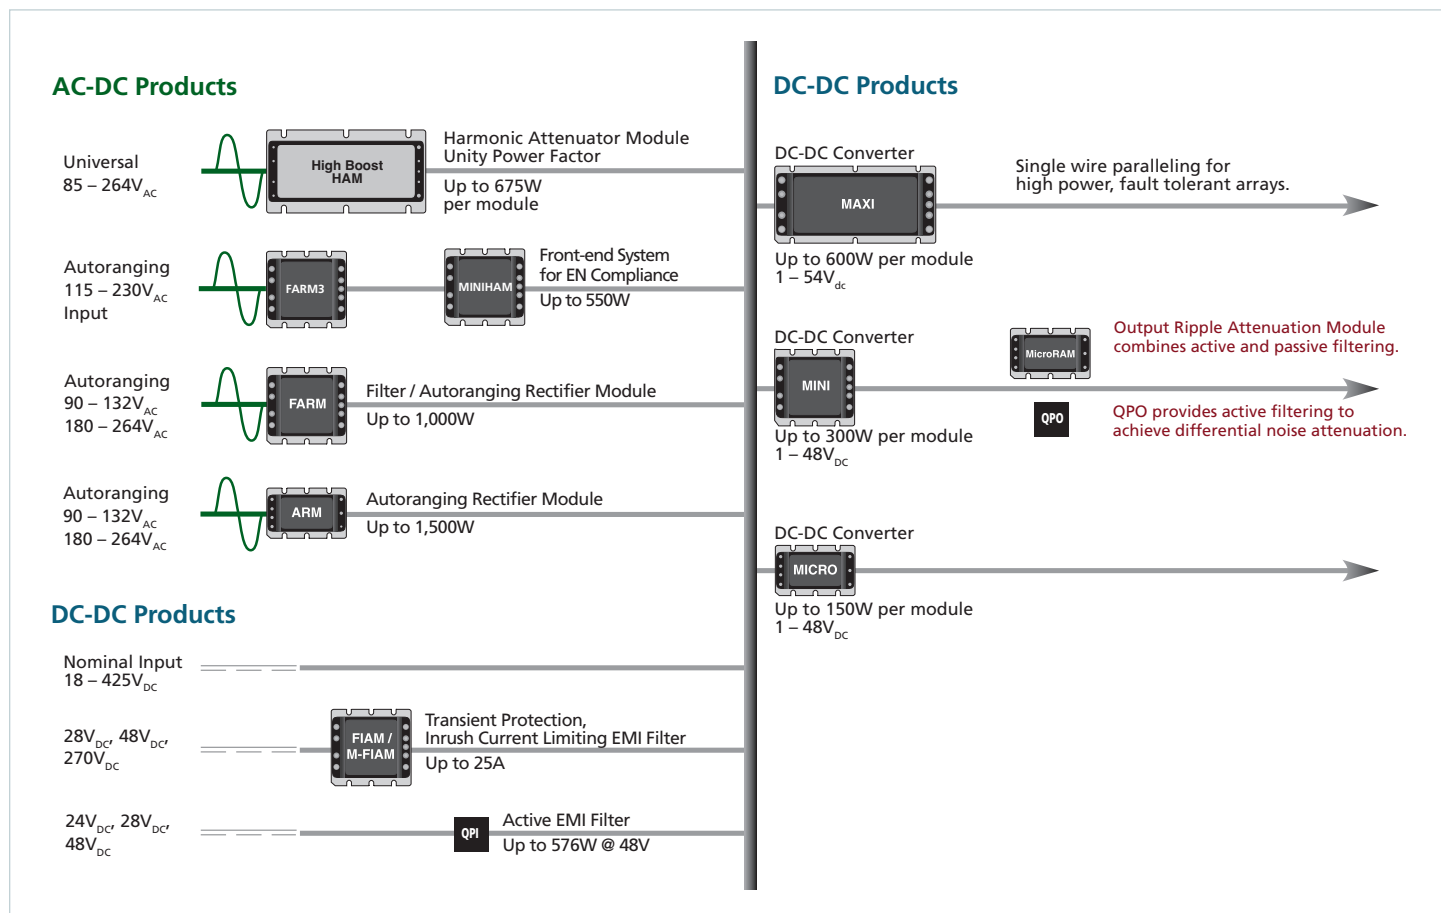 AC-DC Products
Universal
85 – 264VAC
High Boost
HAM
Harmonic Attenuator Module
Unity Power Factor
Up to 675W
per module
Autoranging
115 – 230VAC
Input
FARM3
MINIHAM
Front-end System
for EN Compliance
Up to 550W
Autoranging
90 – 132VAC
180 – 264VAC
FARM
Filter / Autoranging Rectifier Module
Up to 1,000W
Autoranging
90 – 132VAC
180 – 264VAC
ARM
Autoranging Rectifier Module
Up to 1,500W
DC-DC Products
Nominal Input
18 – 425VDC
28VDC, 48VDC,
270VDC
FIAM /
M-FIAM
Transient Protection,
Inrush Current Limiting EMI Filter
Up to 25A
24VDC, 28VDC,
48VDC
QPI
Active EMI Filter
Up to 576W @ 48V
DC-DC Products
DC-DC Converter
MAXI
Up to 600W per module
1 – 54Vdc
Single wire paralleling for
high power, fault tolerant arrays.
DC-DC Converter
MINI
Up to 300W per module
1 – 48VDC
MicroRAM
Output Ripple Attenuation Module
combines active and passive filtering.
QPO
QPO provides active filtering to
achieve differential noise attenuation.
DC-DC Converter
MICRO
Up to 150W per module
1 – 48VDC